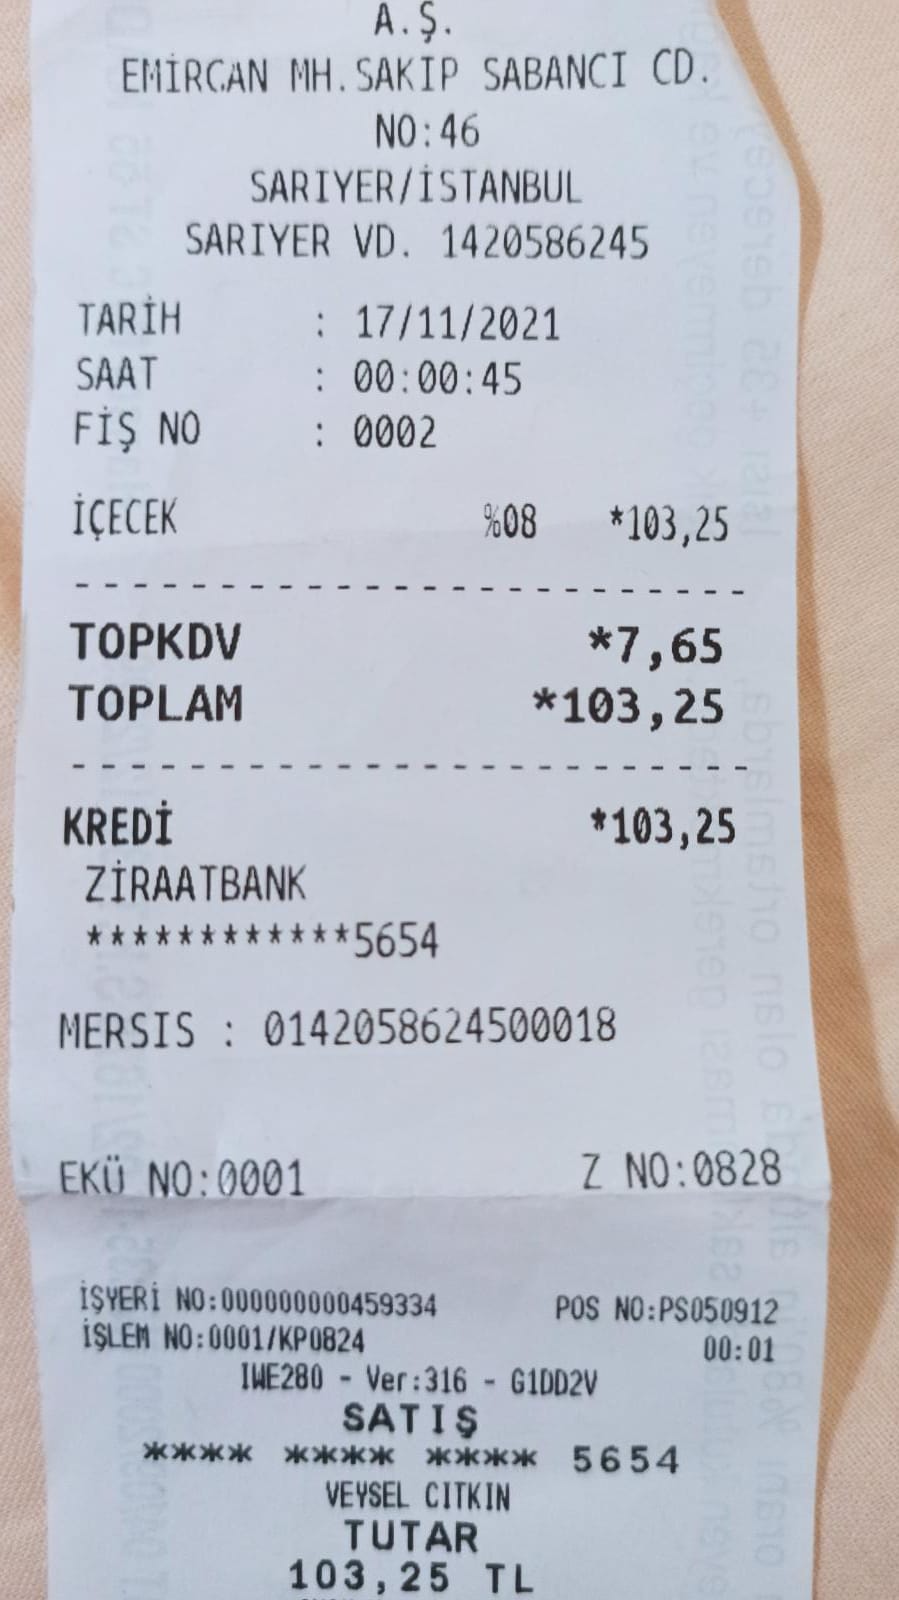 A.Ş.
EMİRGAN MH.SAKIP SABANCI CD.
NO:46
SARIYER/İSTANBUL
SARIYER VD. 1420586245
TARİH : 17/11/2021
SAAT : 00:00:45
FİŞ NO : 0002
İÇECEK %08 *103,25
TOPKDV *7,65
TOPLAM *103,25
KREDİ *103,25
ZİRAATBANK
************5654
MERSIS : 0142058624500018
EKÜ NO:0001 Z NO:0828
İŞYERİ NO:000000000459334 POS NO:PS050912
İŞLEM NO:0001/KP0824 00:01
IWE280 - Ver:316 - G1DD2V
SATIŞ
**** **** **** 5654
VEYSEL CITKIN
TUTAR
103,25 TL